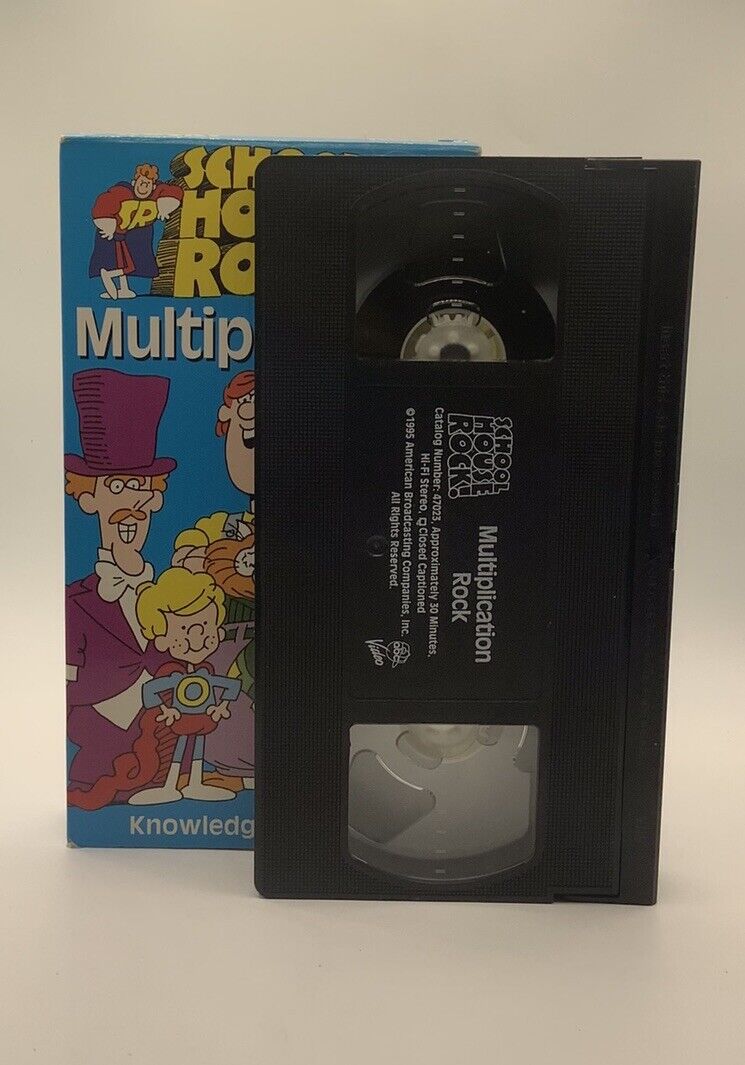 SCH
HO
RO
SR
Multip
O
Knowledg
SCHOOL
HOUSE
ROCK!
Multiplication
Rock
Catalog Number: 47023, Approximately 30 Minutes,
Hi-Fi Stereo, Closed Captioned
©1995 American Broadcasting Companies, Inc.
All Rights Reserved.
abc
Video